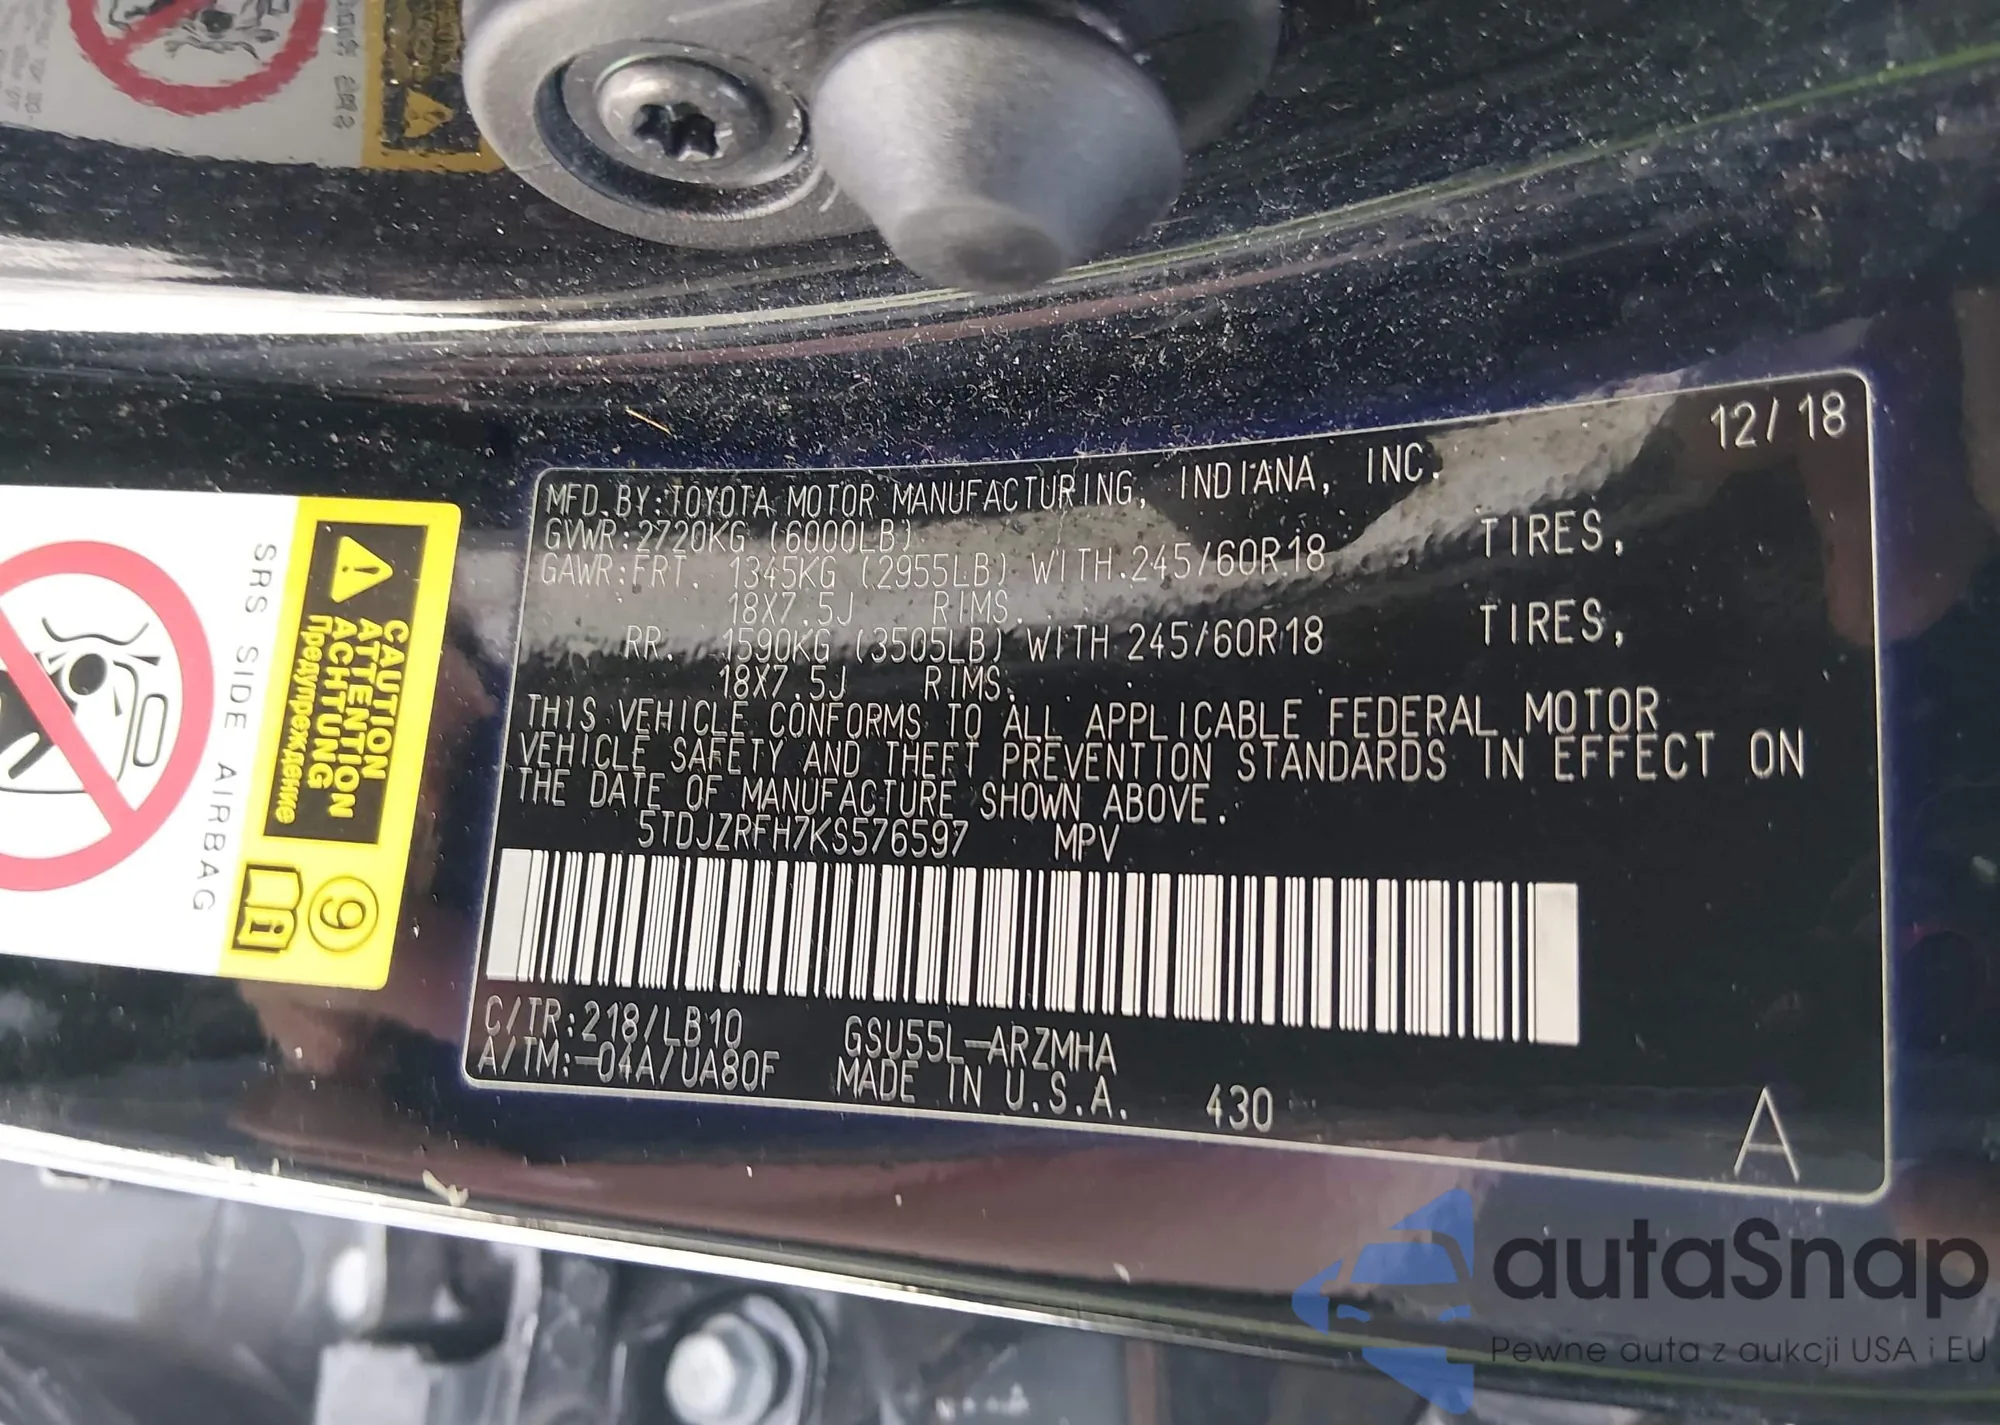 12/18
MFD. BY: TOYOTA MOTOR MANUFACTURING, INDIANA, INC.
GVWR: 2720KG (6000LB)
GAWR: FRT. 1345KG (2955LB) WITH 245/60R18 TIRES,
18X7.5J RIMS.
RR. 1590KG (3505LB) WITH 245/60R18 TIRES,
18X7.5J RIMS.
THIS VEHICLE CONFORMS TO ALL APPLICABLE FEDERAL MOTOR
VEHICLE SAFETY AND THEFT PREVENTION STANDARDS IN EFFECT ON
THE DATE OF MANUFACTURE SHOWN ABOVE.
5TDJZRFH7KS576597 MPV
C/TR: 218/LB10 GSU55L-ARZMHA
A/TM: -04A/UA80F MADE IN U.S.A. 430
A
CAUTION
ATTENTION
ACHTUNG
Предупреждение
SRS SIDE AIRBAG
9
i
autaSnap
Pewne auta z aukcji USA i EU